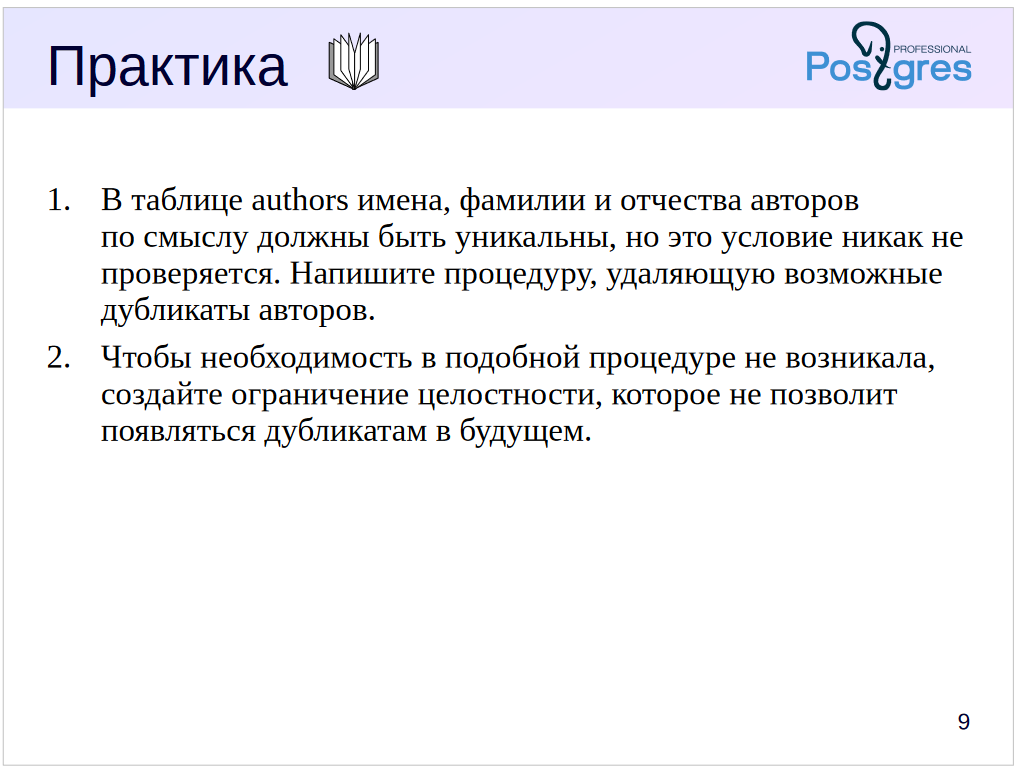 Практика
PROFESSIONAL
Postgres
1. В таблице authors имена, фамилии и отчества авторов
по смыслу должны быть уникальны, но это условие никак не
проверяется. Напишите процедуру, удаляющую возможные
дубликаты авторов.
2. Чтобы необходимость в подобной процедуре не возникала,
создайте ограничение целостности, которое не позволит
появляться дубликатам в будущем.
9